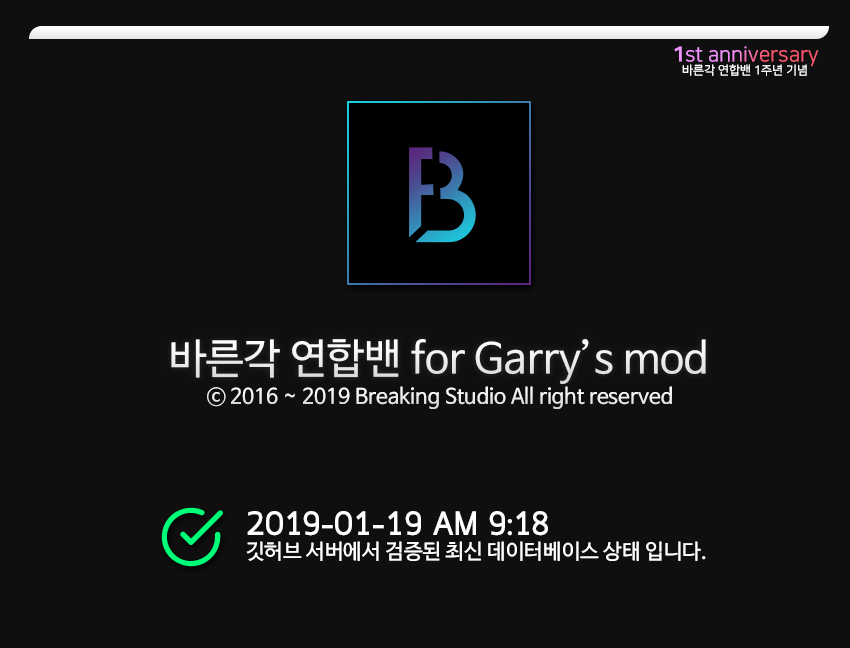 1st anniversary
바른각 연합밴 1주년 기념
B
바른각 연합밴 for Garry's mod
ⓒ 2016 ~ 2019 Breaking Studio All right reserved
2019-01-19 AM 9:18
깃허브 서버에서 검증된 최신 데이터베이스 상태 입니다.